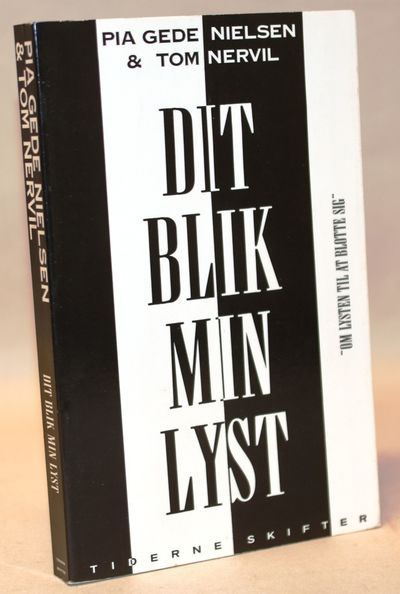 PIA GEDE NIELSEN
& TOM NERVIL
DIT
BLIK
MIN
LYST
"OM LYSTEN TIL AT BLOTTE SIG"
TIDERNE SKIFTER
PIA GEDE NIELSEN
& TOM NERVIL
DIT BLIK MIN LYST